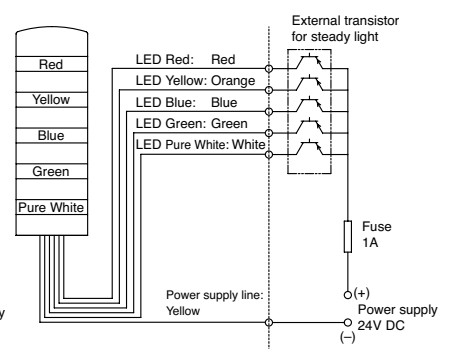 External transistor
for steady light
Red
Yellow
Blue
Green
Pure White
LED Red: Red
LED Yellow: Orange
LED Blue: Blue
LED Green: Green
LED Pure White: White
Fuse
1A
(+)
Power supply
24V DC
(–)
Power supply line:
Yellow
y